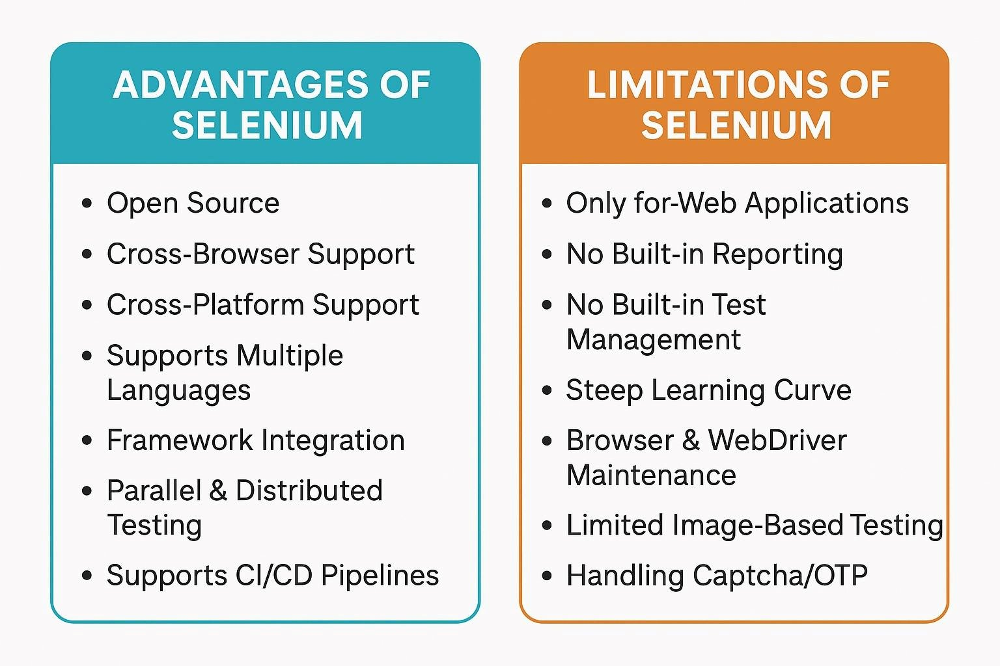 ADVANTAGES OF
SELENIUM
• Open Source
• Cross-Browser Support
• Cross-Platform Support
• Supports Multiple
Languages
• Framework Integration
• Parallel & Distributed
Testing
• Supports CI/CD Pipelines
LIMITATIONS OF
SELENIUM
• Only for-Web Applications
• No Built-in Reporting
• No Built-in Test
Management
• Steep Learning Curve
• Browser & WebDriver
Maintenance
• Limited Image-Based Testing
• Handling Captcha/OTP